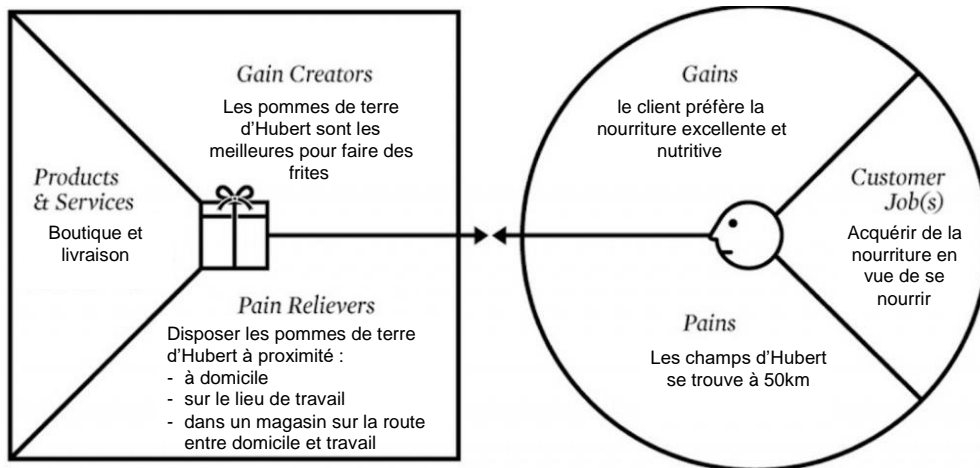 Gain Creators
Les pommes de terre
d'Hubert sont les
meilleures pour faire des
frites
Products
& Services
Boutique et
livraison
Pain Relievers
Disposer les pommes de terre
d'Hubert à proximité :
- à domicile
- sur le lieu de travail
- dans un magasin sur la route
entre domicile et travail
Gains
le client préfère la
nourriture excellente et
nutritive
Customer
Job(s)
Acquérir de la
nourriture en
vue de se
nourrir
Pains
Les champs d'Hubert
se trouve à 50km